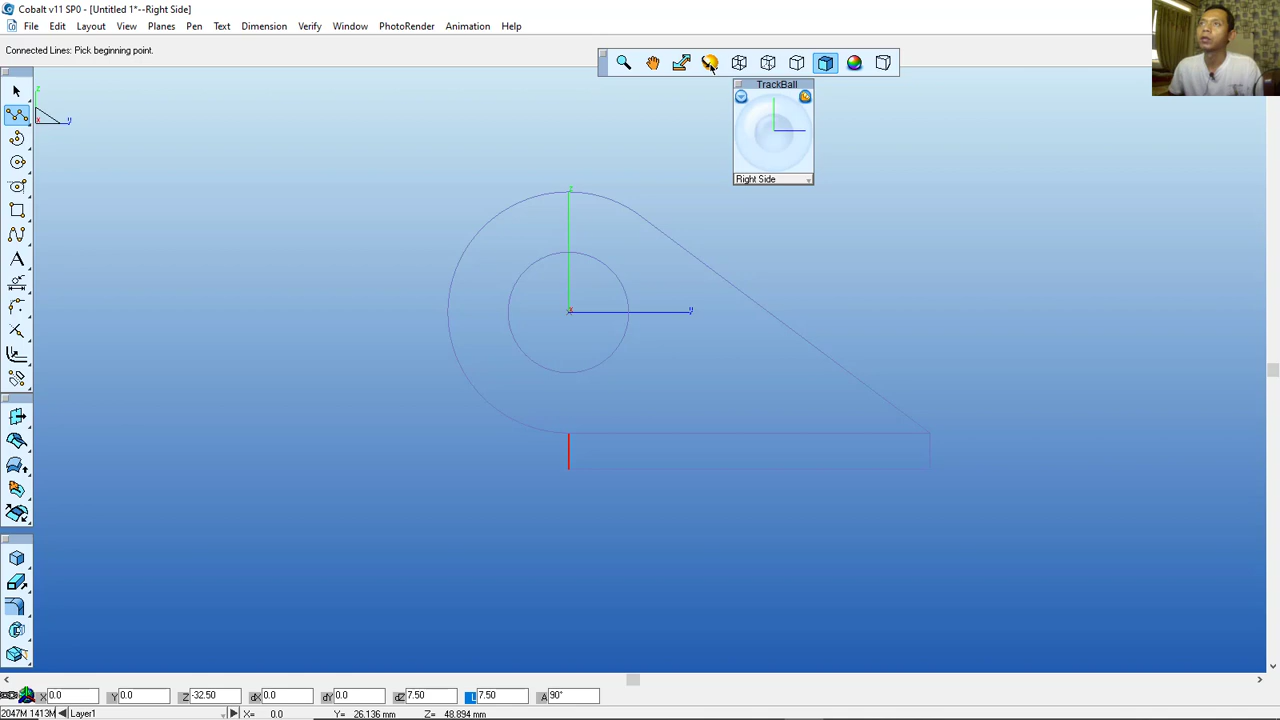 Cobalt v11 SP0 - [Untitled 1*--Right Side]
File Edit Layout View Planes Pen Text Dimension Verify Window PhotoRender Animation Help
Connected Lines: Pick beginning point.
TrackBall
Right Side
z
x
y
z
x
y
X 0.0 Y 0.0 Z -32.50 dX 0.0 dY 0.0 dZ 7.50 L 7.50 A 90°
2047M 1413M Layer1 X= 0.0 Y= 26.136 mm Z= 48.894 mm